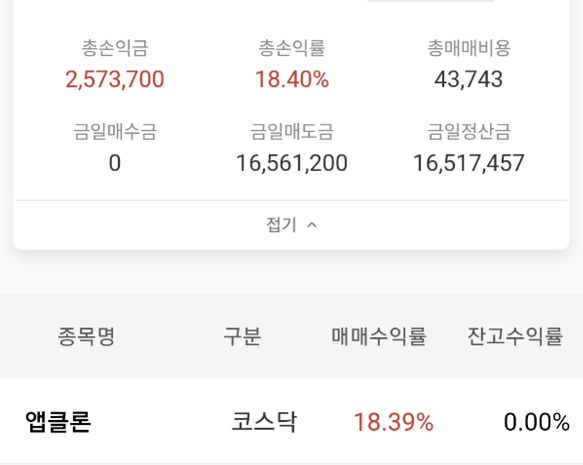 총손익금 총손익률 총매매비용
2,573,700 18.40% 43,743
금일매수금 금일매도금 금일정산금
0 16,561,200 16,517,457
접기
종목명 구분 매매수익률 잔고수익률
앱클론 코스닥 18.39% 0.00%